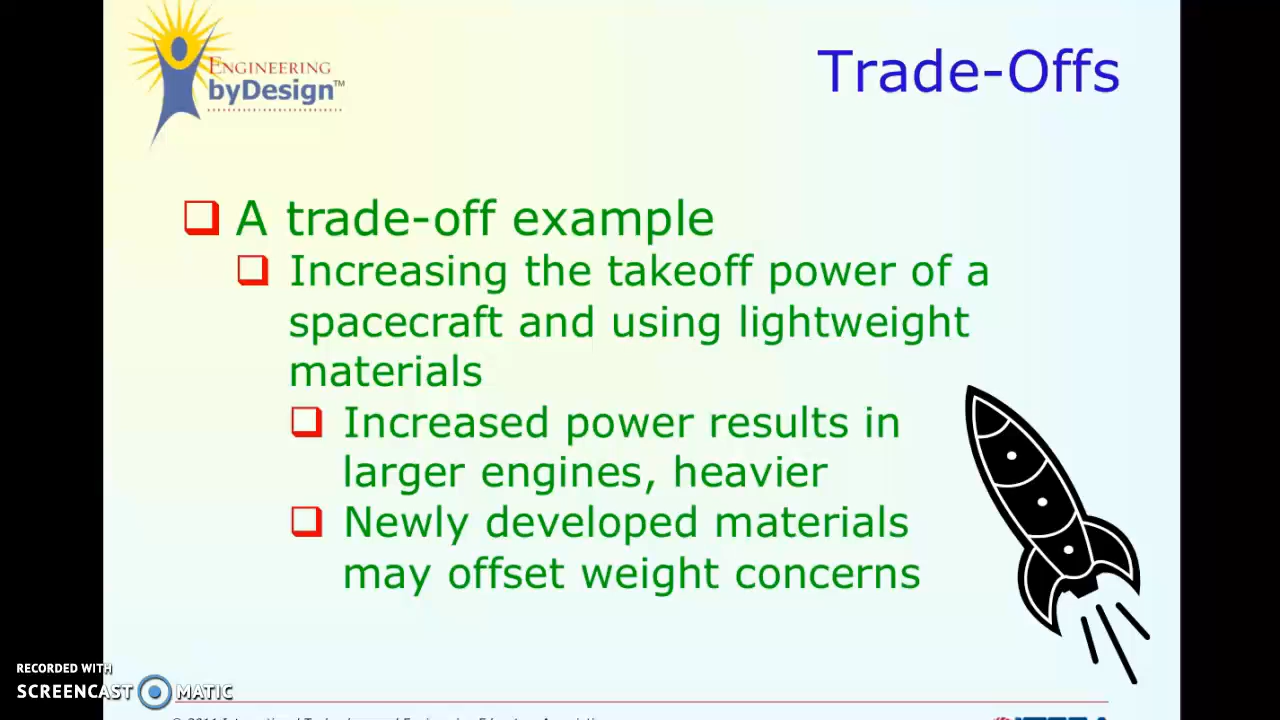 ENGINEERING
byDesign™
Trade-Offs
A trade-off example
Increasing the takeoff power of a
spacecraft and using lightweight
materials
Increased power results in
larger engines, heavier
Newly developed materials
may offset weight concerns
RECORDED WITH
SCREENCAST MATIC